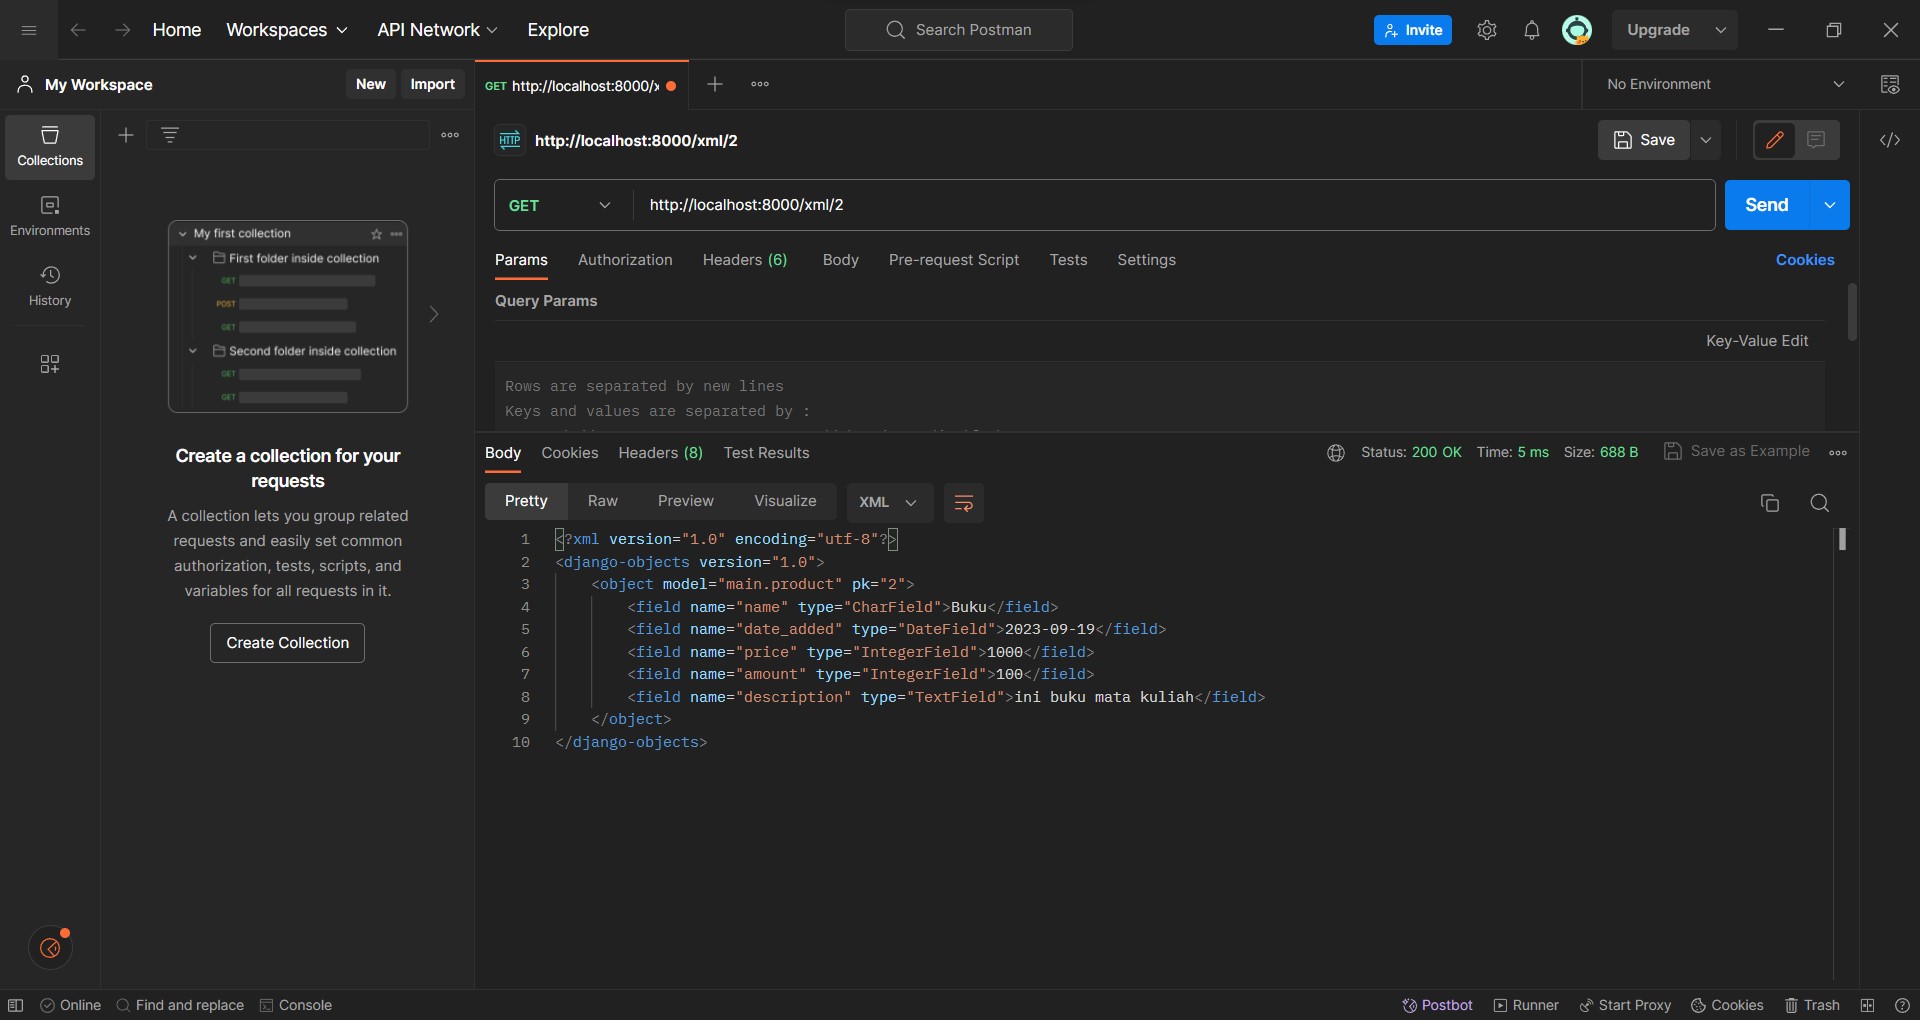 Home
Workspaces
API Network
Explore
Search Postman
Invite
Upgrade
My Workspace
New
Import
GET http://localhost:8000/x
No Environment
HTTP http://localhost:8000/xml/2
Save
Collections
Environments
History
My first collection
First folder inside collection
GET
POST
GET
Second folder inside collection
GET
GET
Create a collection for your
requests
A collection lets you group related
requests and easily set common
authorization, tests, scripts, and
variables for all requests in it.
Create Collection
GET
http://localhost:8000/xml/2
Send
Params
Authorization
Headers (6)
Body
Pre-request Script
Tests
Settings
Cookies
Query Params
Key-Value Edit
Rows are separated by new lines
Keys and values are separated by :
Body
Cookies
Headers (8)
Test Results
Status: 200 OK
Time: 5 ms
Size: 688 B
Save as Example
Pretty
Raw
Preview
Visualize
XML
1 <?xml version="1.0" encoding="utf-8"?>
2 <django-objects version="1.0">
3 <object model="main.product" pk="2">
4 <field name="name" type="CharField">Buku</field>
5 <field name="date_added" type="DateField">2023-09-19</field>
6 <field name="price" type="IntegerField">1000</field>
7 <field name="amount" type="IntegerField">100</field>
8 <field name="description" type="TextField">ini buku mata kuliah</field>
9 </object>
10 </django-objects>
Online
Find and replace
Console
Postbot
Runner
Start Proxy
Cookies
Trash